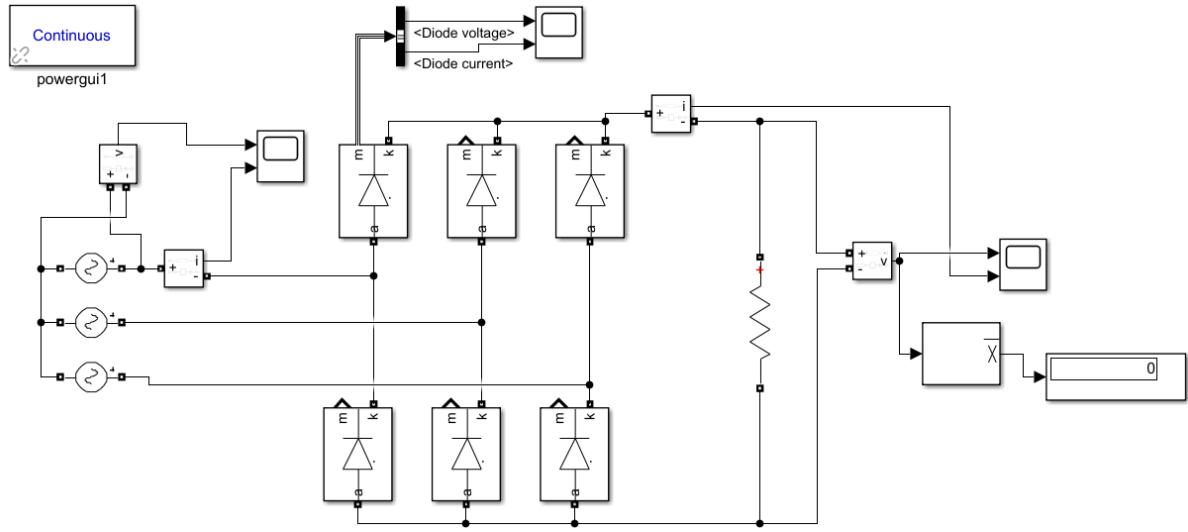 Continuous
powergui1
<Diode voltage>
<Diode current>
v
+ -
+ i -
m k
a
m k
a
m k
a
+ i -
+ v -
0
m k
a
m k
a
m k
a
+
+
+
+
x